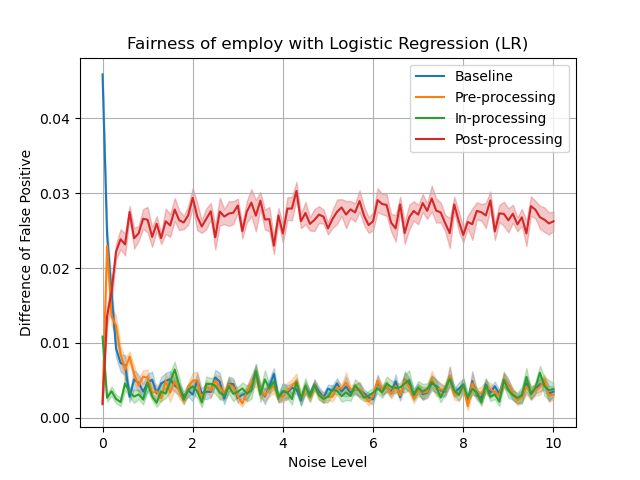 Fairness of employ with Logistic Regression (LR)
Baseline
Pre-processing
In-processing
Post-processing
Difference of False Positive
0.04
0.03
0.02
0.01
0.00
0 2 4 6 8 10
Noise Level